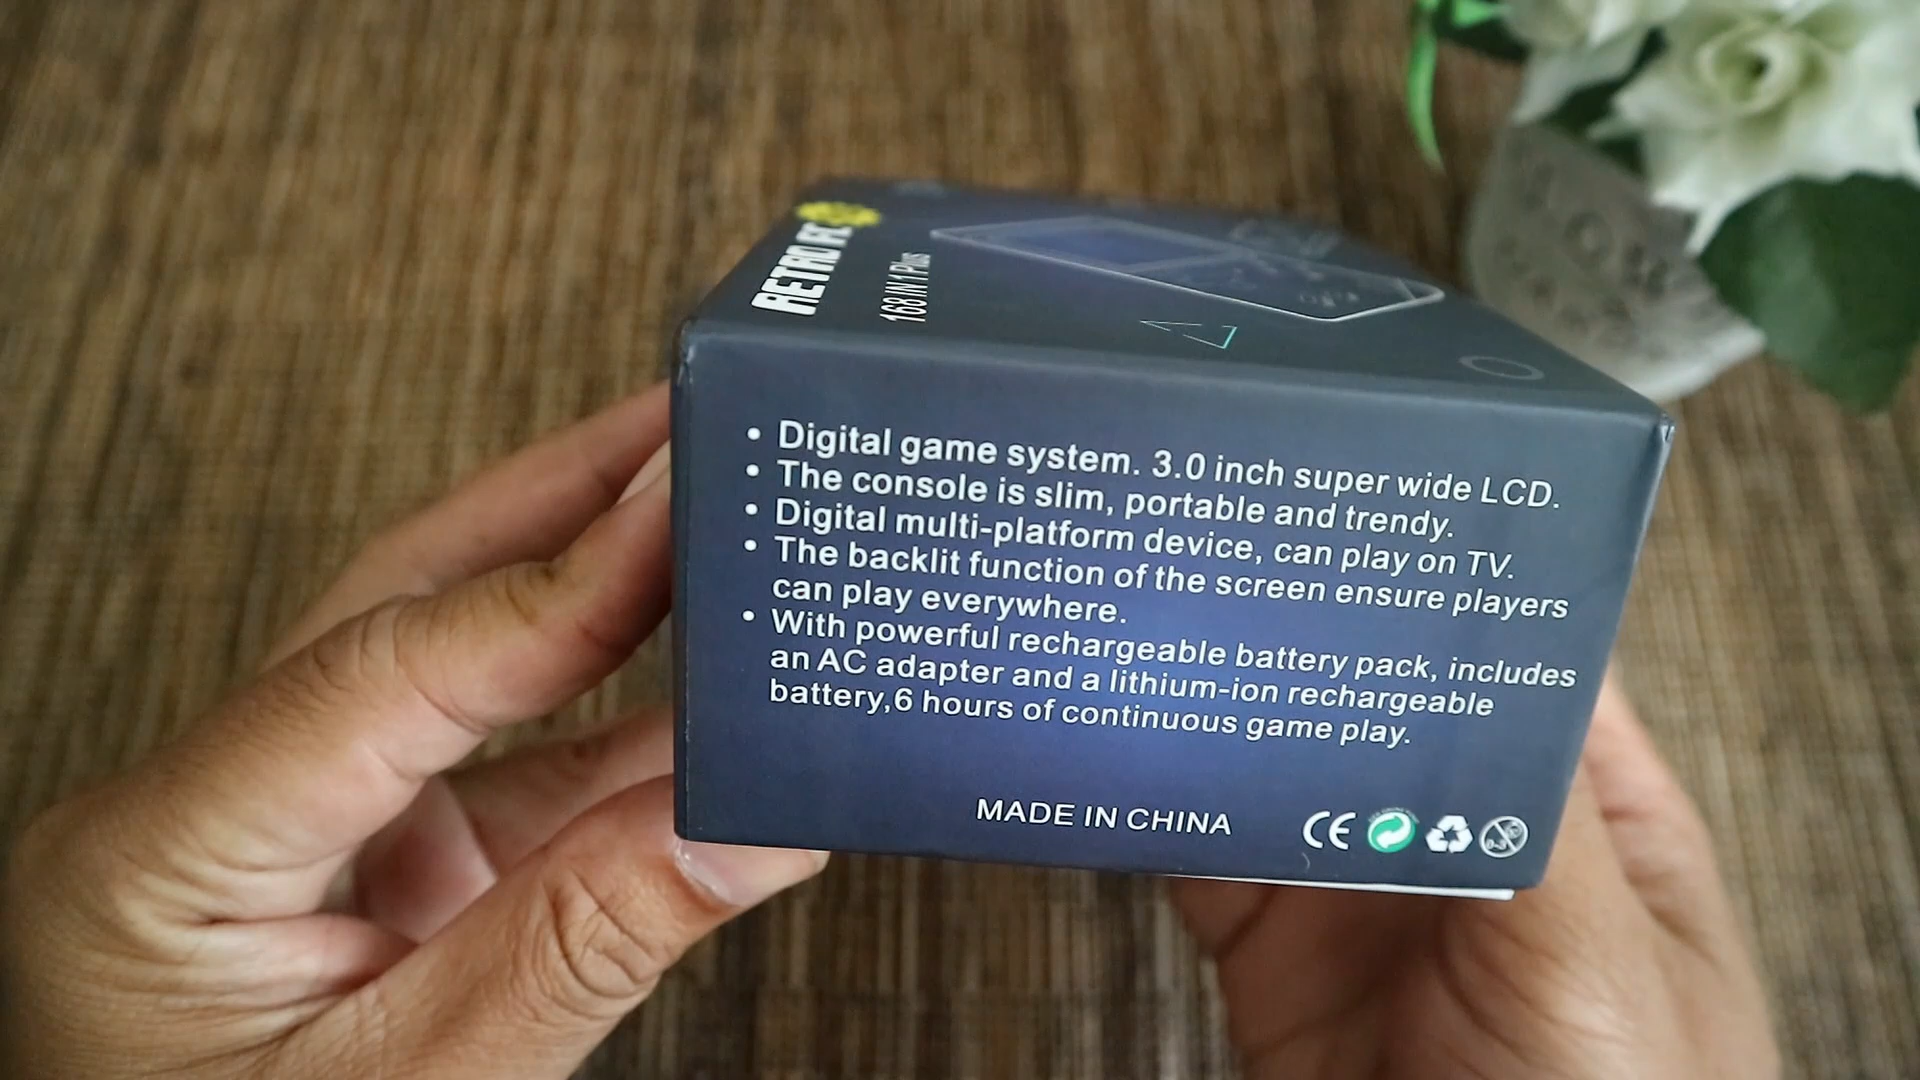 RETRO FC
168 IN 1 Plus
• Digital game system. 3.0 inch super wide LCD.
• The console is slim, portable and trendy.
• Digital multi-platform device, can play on TV.
• The backlit function of the screen ensure players
can play everywhere.
• With powerful rechargeable battery pack, includes
an AC adapter and a lithium-ion rechargeable
battery,6 hours of continuous game play.
MADE IN CHINA
CE
0-3